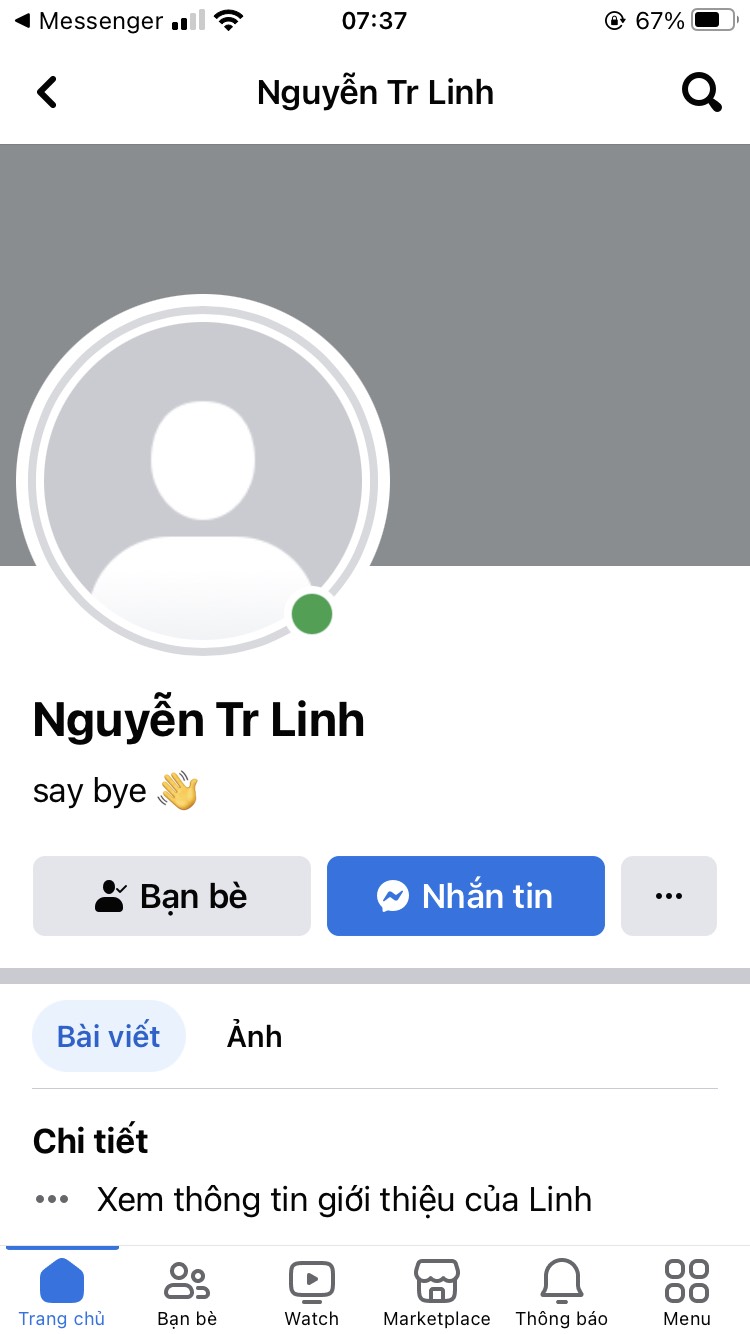 Messenger 07:37 67%
Nguyễn Tr Linh
Nguyễn Tr Linh
say bye 👋
Bạn bè Nhắn tin
Bài viết Ảnh
Chi tiết
Xem thông tin giới thiệu của Linh
Trang chủ Bạn bè Watch Marketplace Thông báo Menu